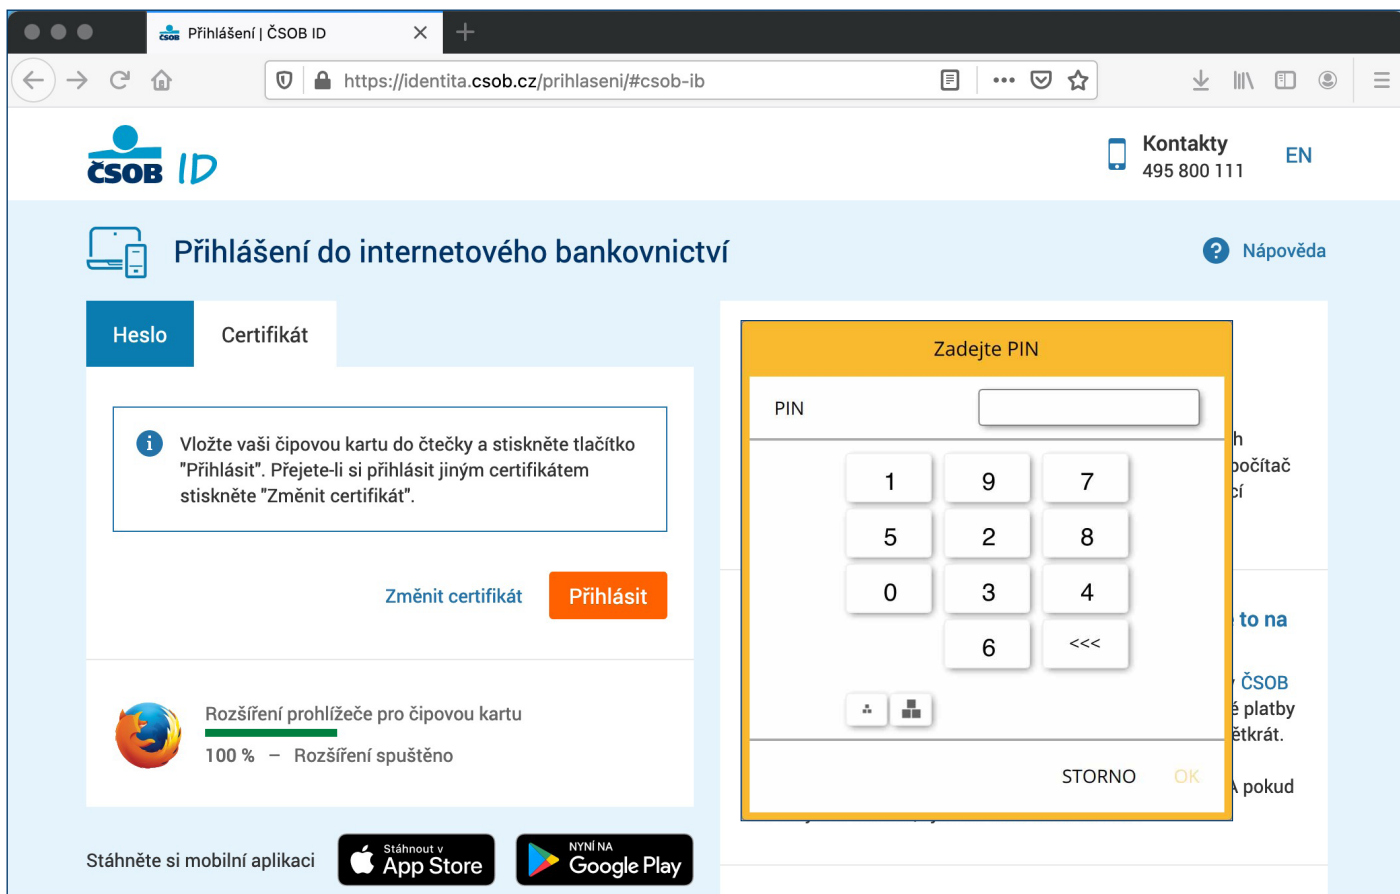 Přihlášení | ČSOB ID
https://identita.csob.cz/prihlaseni/#csob-ib
ČSOB ID
Kontakty
495 800 111
EN
Přihlášení do internetového bankovnictví
Nápověda
Heslo
Certifikát
Vložte vaši čipovou kartu do čtečky a stiskněte tlačítko
"Přihlásit". Přejete-li si přihlásit jiným certifikátem
stiskněte "Změnit certifikát".
Změnit certifikát
Přihlásit
Rozšíření prohlížeče pro čipovou kartu
100 % – Rozšíření spuštěno
Stáhněte si mobilní aplikaci
Stáhnout v
App Store
NYNÍ NA
Google Play
Zadejte PIN
PIN
1 9 7
5 2 8
0 3 4
6 <<<
STORNO OK
počítač
to na
ČSOB
platby
A pokud